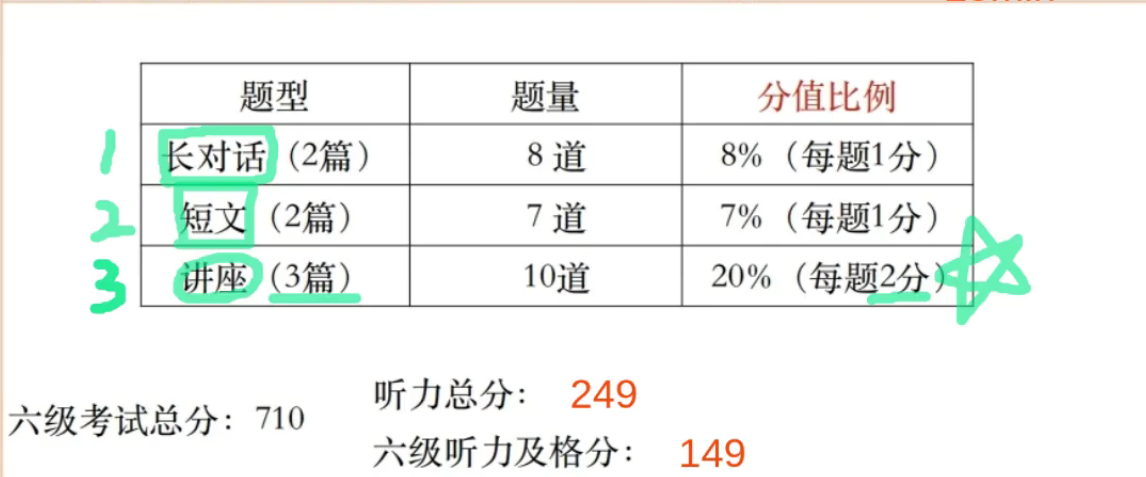 题型 题量 分值比例
1 长对话（2篇） 8 道 8%（每题1分）
2 短文（2篇） 7 道 7%（每题1分）
3 讲座（3篇） 10道 20%（每题2分）
听力总分： 249
六级考试总分：710
六级听力及格分： 149